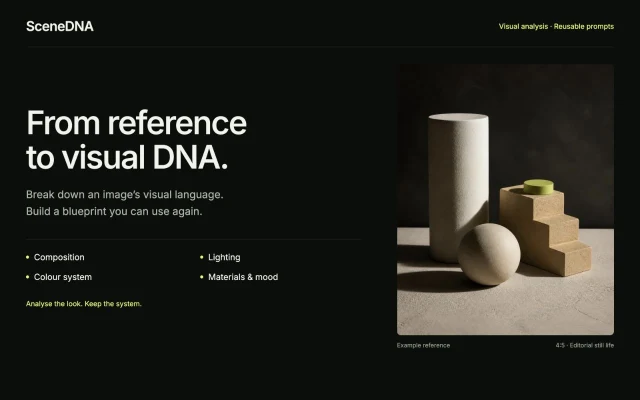 SceneDNA
Visual analysis · Reusable prompts
From reference
to visual DNA.
Break down an image’s visual language.
Build a blueprint you can use again.
• Composition
• Lighting
• Colour system
• Materials & mood
Analyse the look. Keep the system.
Example reference
4:5 · Editorial still life